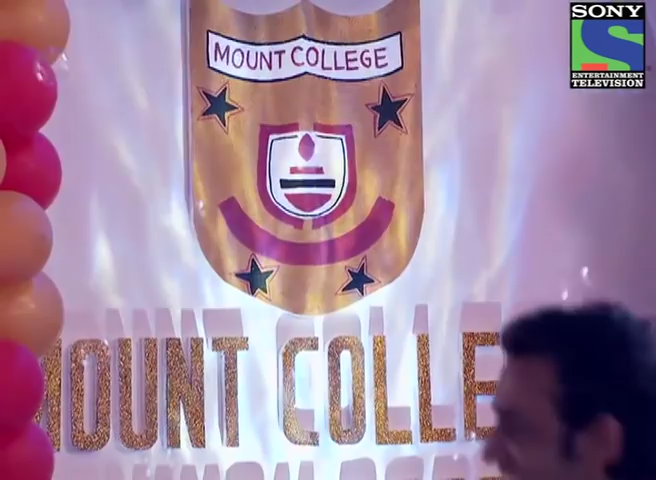 MOUNT COLLEGE
SONY
ENTERTAINMENT
TELEVISION
MOUNT COLLE